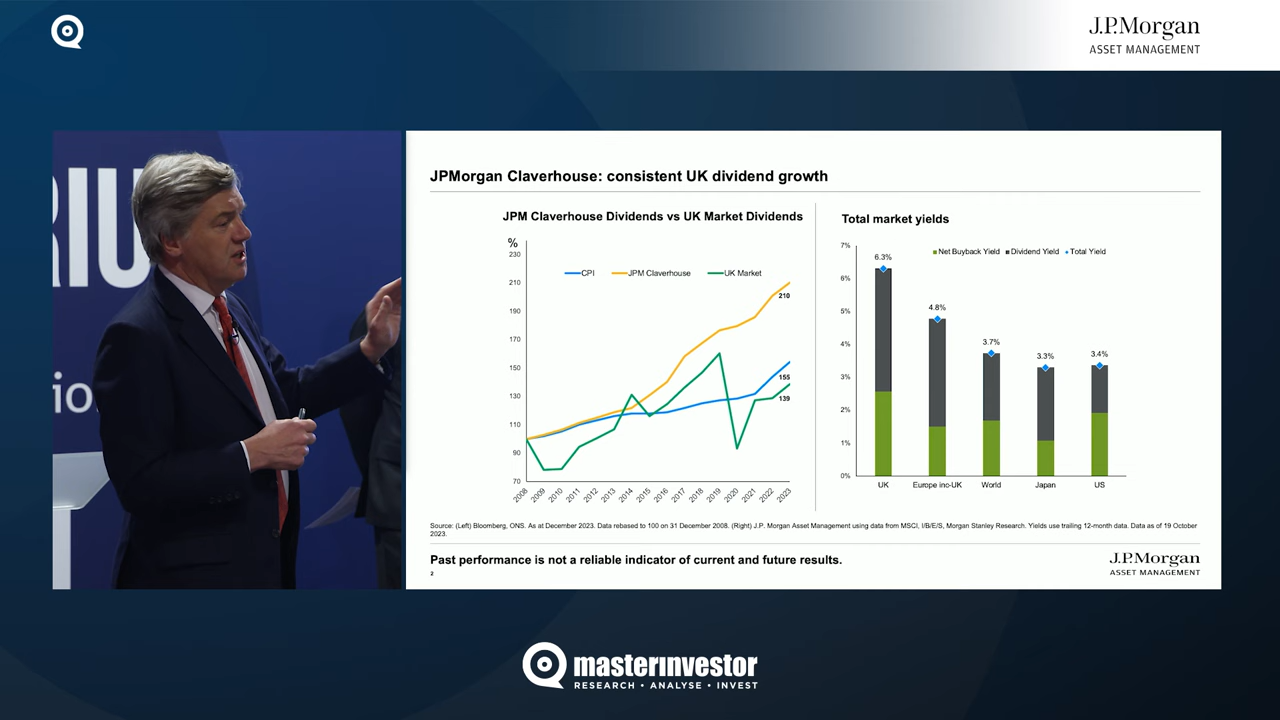 J.P.Morgan
ASSET MANAGEMENT
RIU
io
JPMorgan Claverhouse: consistent UK dividend growth
JPM Claverhouse Dividends vs UK Market Dividends
%
230
210
190
170
150
130
110
90
70
CPI
JPM Claverhouse
UK Market
210
155
139
2008
2009
2010
2011
2012
2013
2014
2015
2016
2017
2018
2019
2020
2021
2022
2023
Total market yields
7%
6%
5%
4%
3%
2%
1%
0%
Net Buyback Yield
Dividend Yield
Total Yield
6.3%
4.8%
3.7%
3.3%
3.4%
UK
Europe inc-UK
World
Japan
US
Source: (Left) Bloomberg, ONS. As at December 2023. Data rebased to 100 on 31 December 2008. (Right) J.P. Morgan Asset Management using data from MSCI, I/B/E/S, Morgan Stanley Research. Yields use trailing 12-month data. Data as of 19 October
2023.
Past performance is not a reliable indicator of current and future results.
2
J.P.Morgan
ASSET MANAGEMENT
masterinvestor
RESEARCH • ANALYSE • INVEST